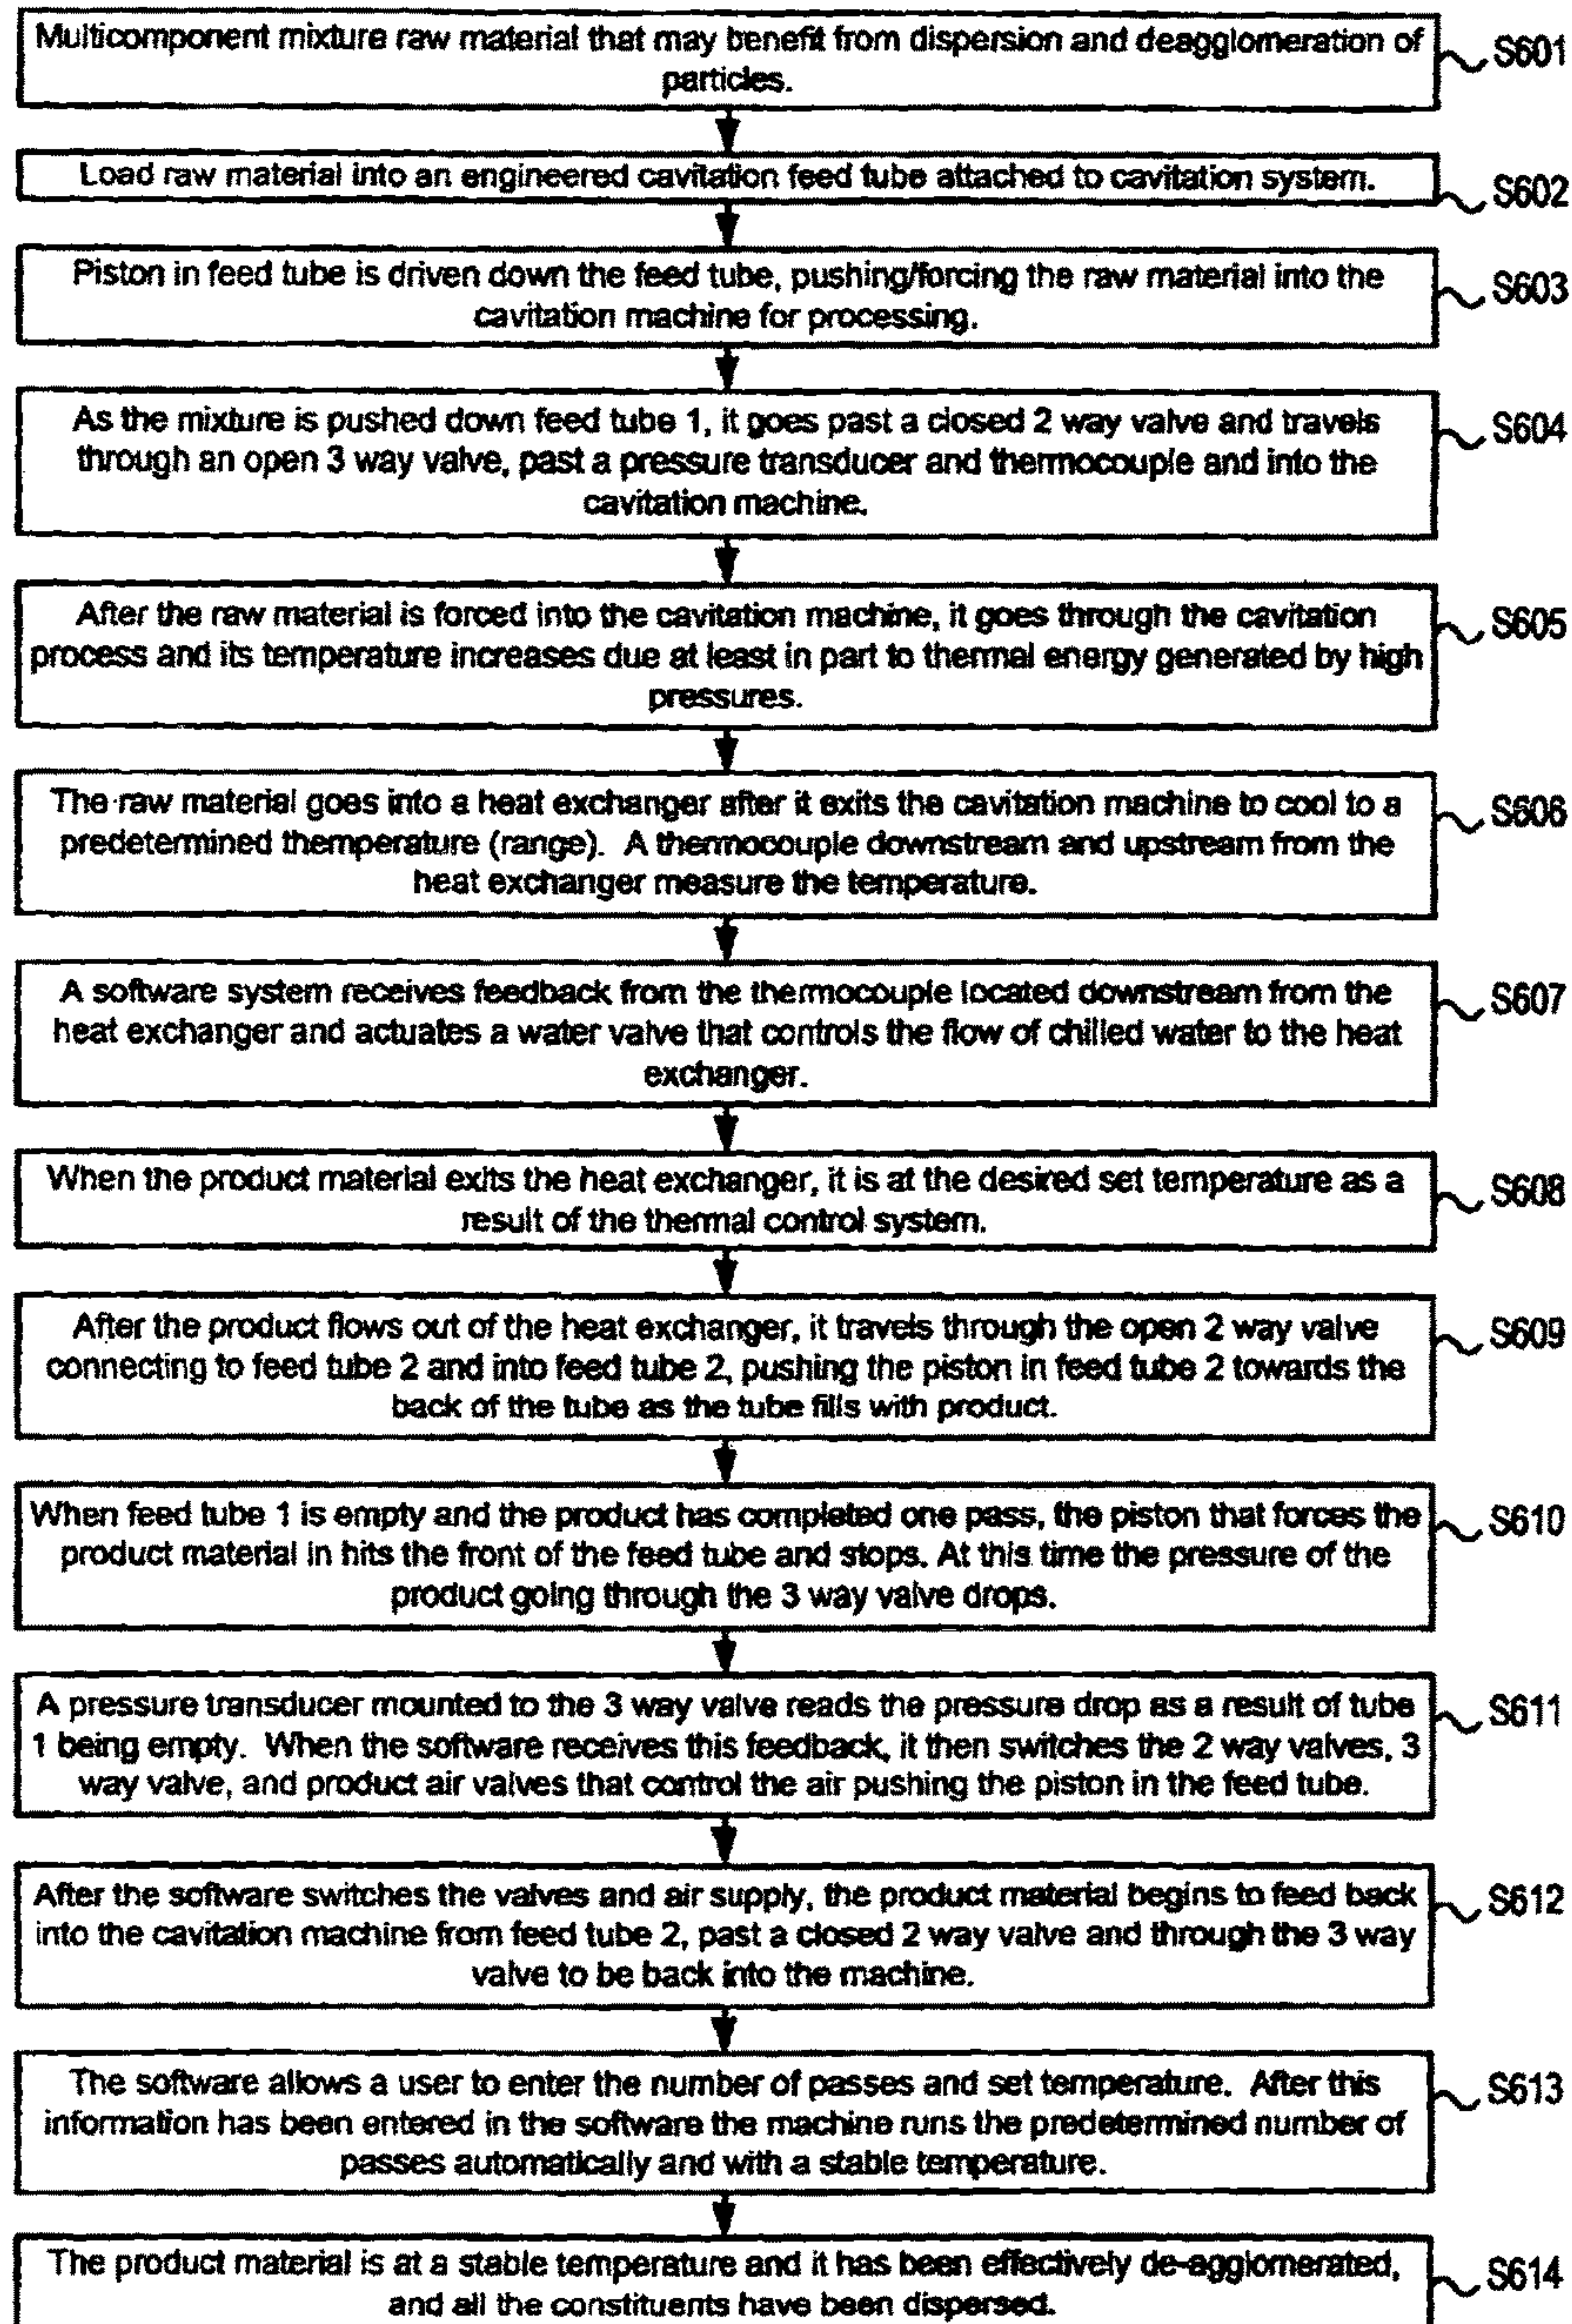 Multicomponent mixture raw material that may benefit from dispersion and deagglomeration of
particles.
S601
Load raw material into an engineered cavitation feed tube attached to cavitation system.
S602
Piston in feed tube is driven down the feed tube, pushing/forcing the raw material into the
cavitation machine for processing.
S603
As the mixture is pushed down feed tube 1, it goes past a closed 2 way valve and travels
through an open 3 way valve, past a pressure transducer and thermocouple and into the
cavitation machine.
S604
After the raw material is forced into the cavitation machine, it goes through the cavitation
process and its temperature increases due at least in part to thermal energy generated by high
pressures.
S605
The raw material goes into a heat exchanger after it exits the cavitation machine to cool to a
predetermined themperature (range). A thermocouple downstream and upstream from the
heat exchanger measure the temperature.
S606
A software system receives feedback from the thermocouple located downstream from the
heat exchanger and actuates a water valve that controls the flow of chilled water to the heat
exchanger.
S607
When the product material exits the heat exchanger, it is at the desired set temperature as a
result of the thermal control system.
S608
After the product flows out of the heat exchanger, it travels through the open 2 way valve
connecting to feed tube 2 and into feed tube 2, pushing the piston in feed tube 2 towards the
back of the tube as the tube fills with product.
S609
When feed tube 1 is empty and the product has completed one pass, the piston that forces the
product material in hits the front of the feed tube and stops. At this time the pressure of the
product going through the 3 way valve drops.
S610
A pressure transducer mounted to the 3 way valve reads the pressure drop as a result of tube
1 being empty. When the software receives this feedback, it then switches the 2 way valves, 3
way valve, and product air valves that control the air pushing the piston in the feed tube.
S611
After the software switches the valves and air supply, the product material begins to feed back
into the cavitation machine from feed tube 2, past a closed 2 way valve and through the 3 way
valve to be back into the machine.
S612
The software allows a user to enter the number of passes and set temperature. After this
information has been entered in the software the machine runs the predetermined number of
passes automatically and with a stable temperature.
S613
The product material is at a stable temperature and it has been effectively de-agglomerated,
and all the constituents have been dispersed.
S614